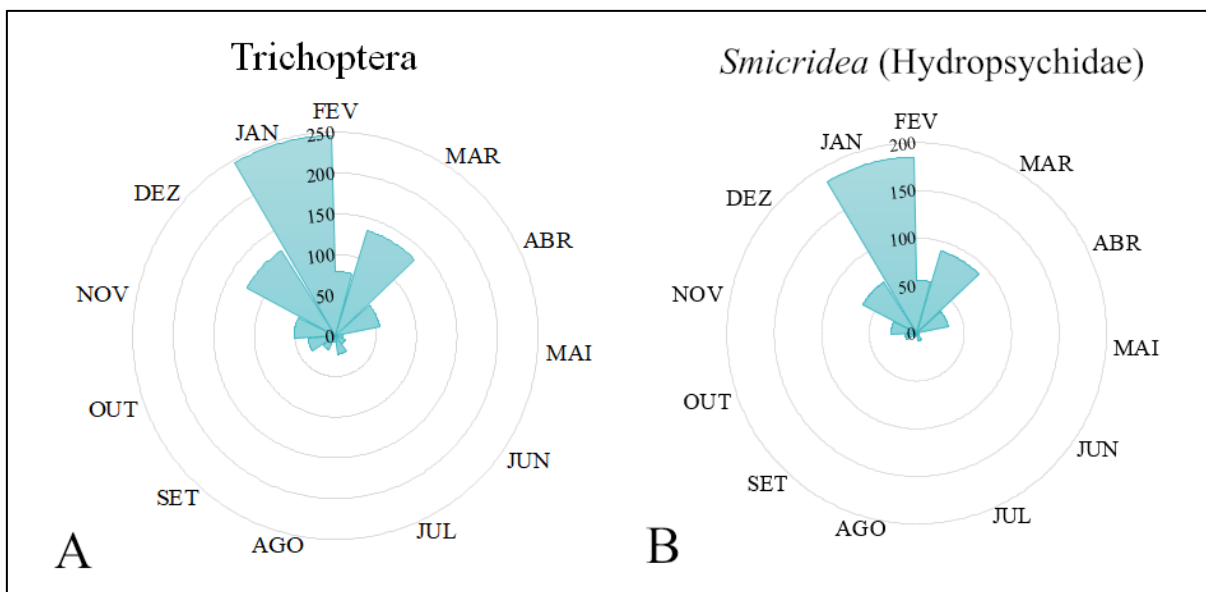 Trichoptera
FEV
JAN
MAR
DEZ
ABR
NOV
MAI
OUT
JUN
SET
JUL
AGO
250
200
150
100
50
0
A
Smicridea (Hydropsychidae)
FEV
JAN
MAR
DEZ
ABR
NOV
MAI
OUT
JUN
SET
JUL
AGO
200
150
100
50
0
B